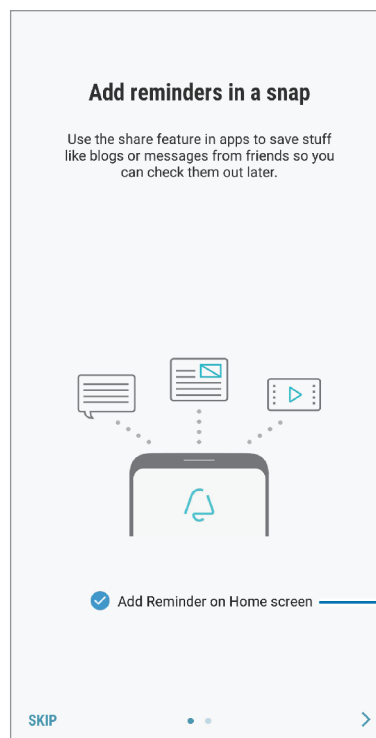 Add reminders in a snap
Use the share feature in apps to save stuff
like blogs or messages from friends so you
can check them out later.
Add Reminder on Home screen
SKIP